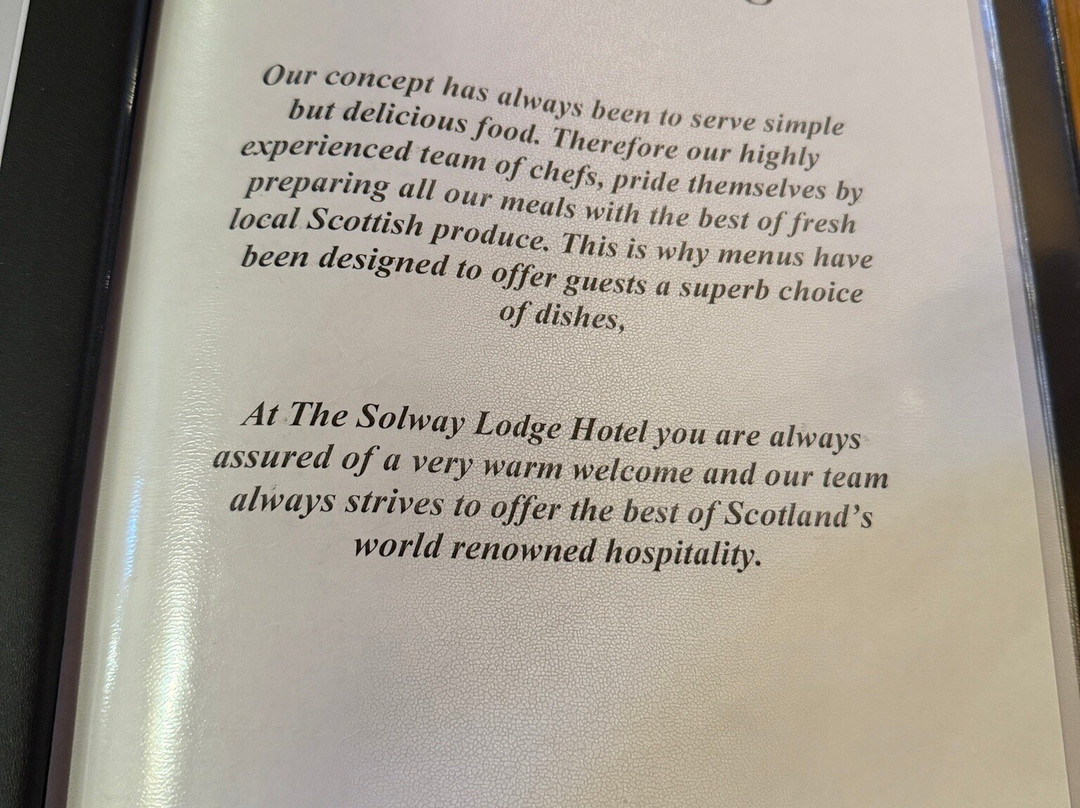 Our concept has always been to serve simple
but delicious food. Therefore our highly
experienced team of chefs, pride themselves by
preparing all our meals with the best of fresh
local Scottish produce. This is why menus have
been designed to offer guests a superb choice
of dishes,
At The Solway Lodge Hotel you are always
assured of a very warm welcome and our team
always strives to offer the best of Scotland's
world renowned hospitality.